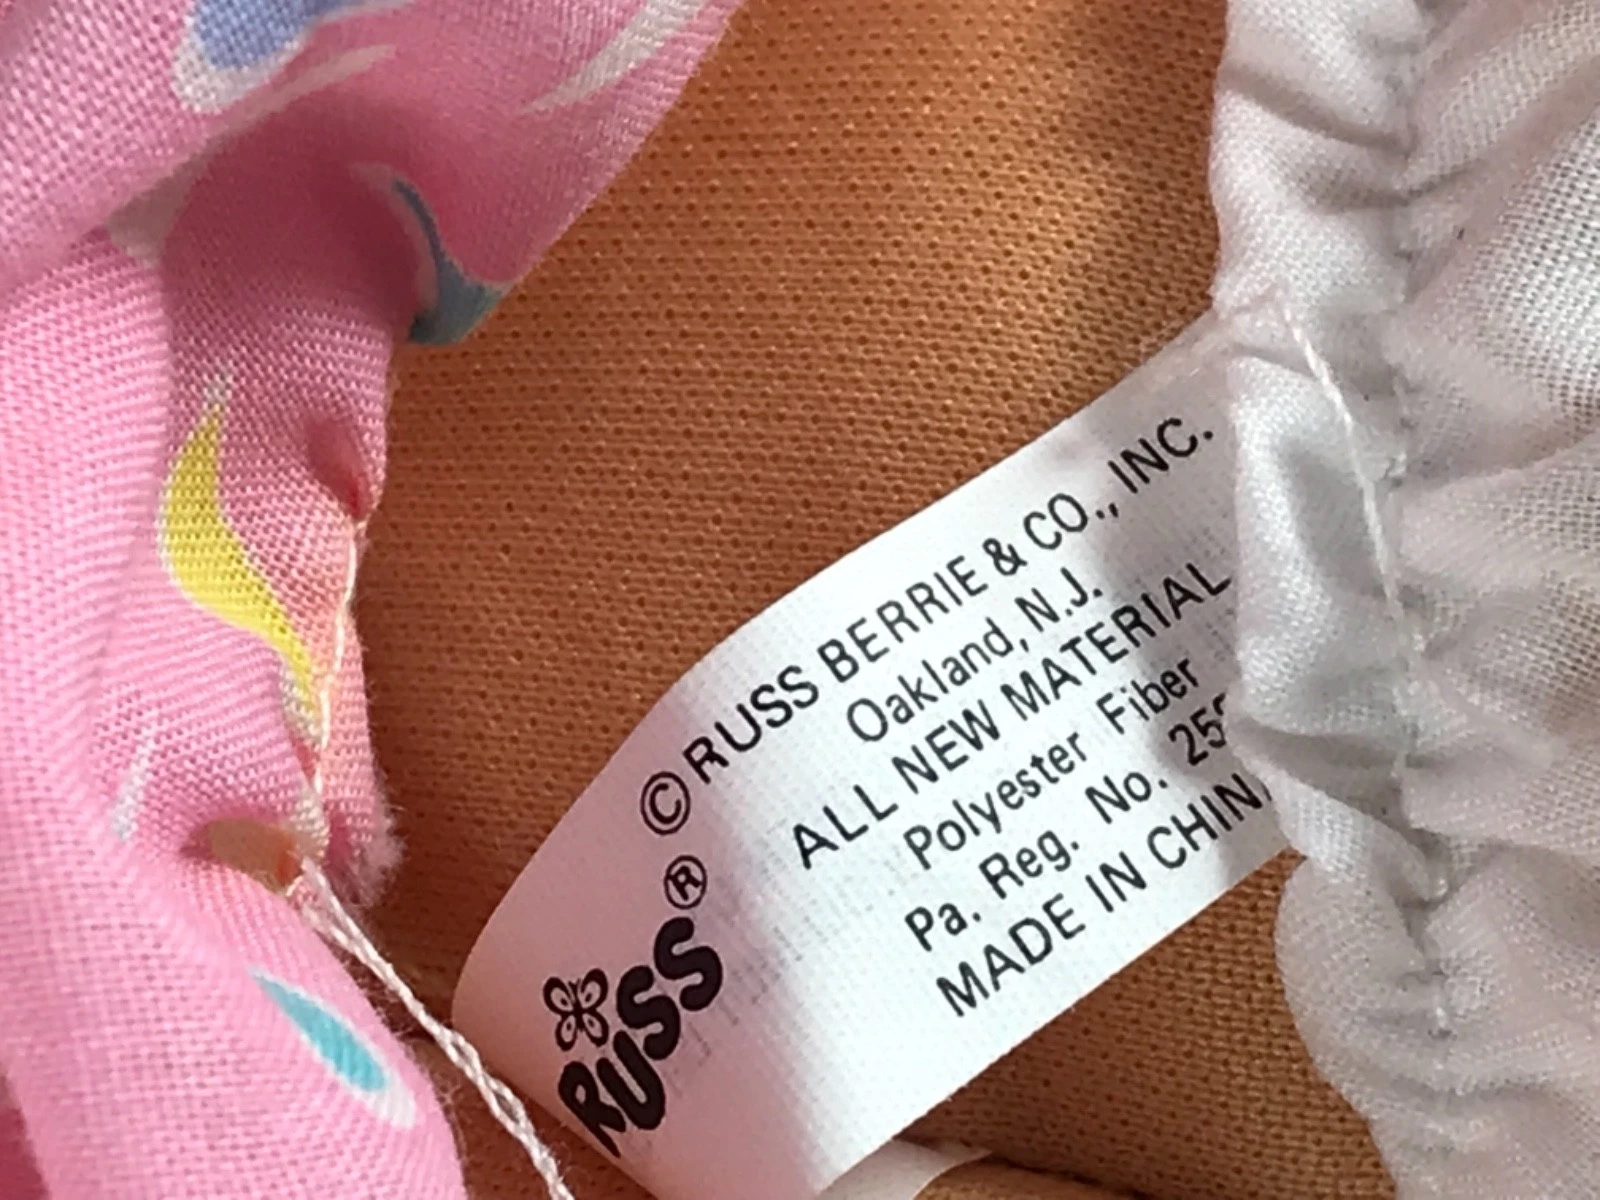 © RUSS BERRIE & CO., INC.
Oakland, N.J.
ALL NEW MATERIAL
Polyester Fiber
Pa. Reg. No.
MADE IN
RUSS ®